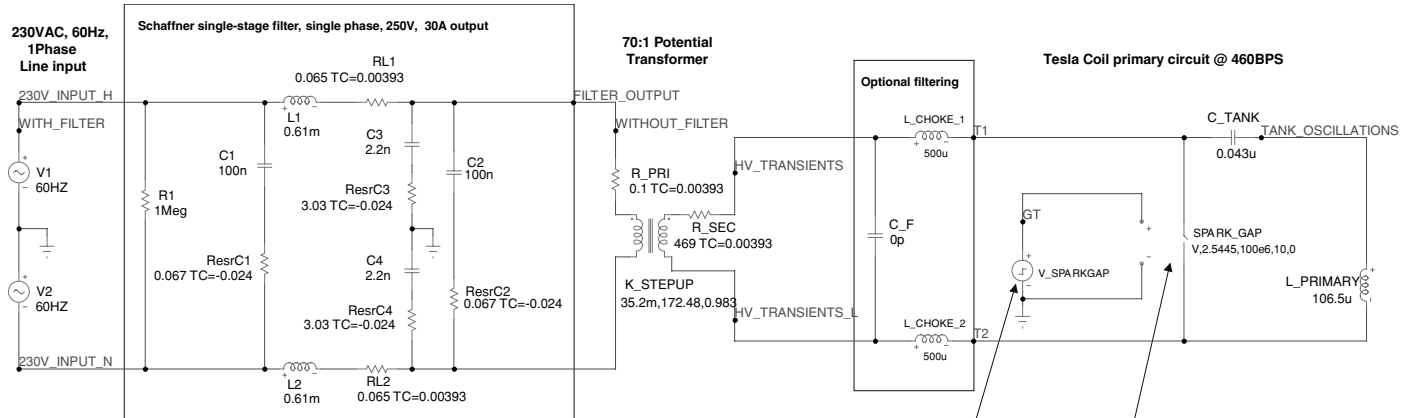 Schaffner single-stage filter, single phase, 250V, 30A output
230VAC, 60Hz,
1Phase
Line input
70:1 Potential
Transformer
Tesla Coil primary circuit @ 460BPS
Optional filtering
RL1
0.065 TC=0.00393
230V_INPUT_H
FILTER_OUTPUT
WITH_FILTER
WITHOUT_FILTER
L1
0.61m
C3
2.2n
C1
100n
C2
100n
V1
60HZ
R1
1Meg
ResrC3
3.03 TC=-0.024
R_PRI
0.1 TC=0.00393
HV_TRANSIENTS
L_CHOKE_1
500u
T1
C_TANK
0.043u
TANK_OSCILLATIONS
R_SEC
469 TC=0.00393
C_F
0p
GT
SPARK_GAP
V,2.5445,100e6,10,0
V_SPARKGAP
ResrC1
0.067 TC=-0.024
C4
2.2n
V2
60HZ
ResrC4
3.03 TC=-0.024
ResrC2
0.067 TC=-0.024
K_STEPUP
35.2m,172.48,0.983
HV_TRANSIENTS_L
L_PRIMARY
106.5u
L_CHOKE_2
500u
T2
230V_INPUT_N
L2
0.61m
RL2
0.065 TC=0.00393